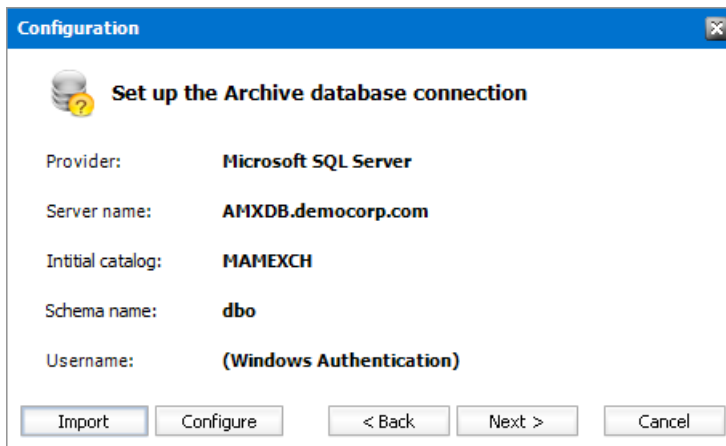 Configuration
Set up the Archive database connection
Provider: Microsoft SQL Server
Server name: AMXDB.democorp.com
Intitial catalog: MAMEXCH
Schema name: dbo
Username: (Windows Authentication)
Import Configure < Back Next > Cancel